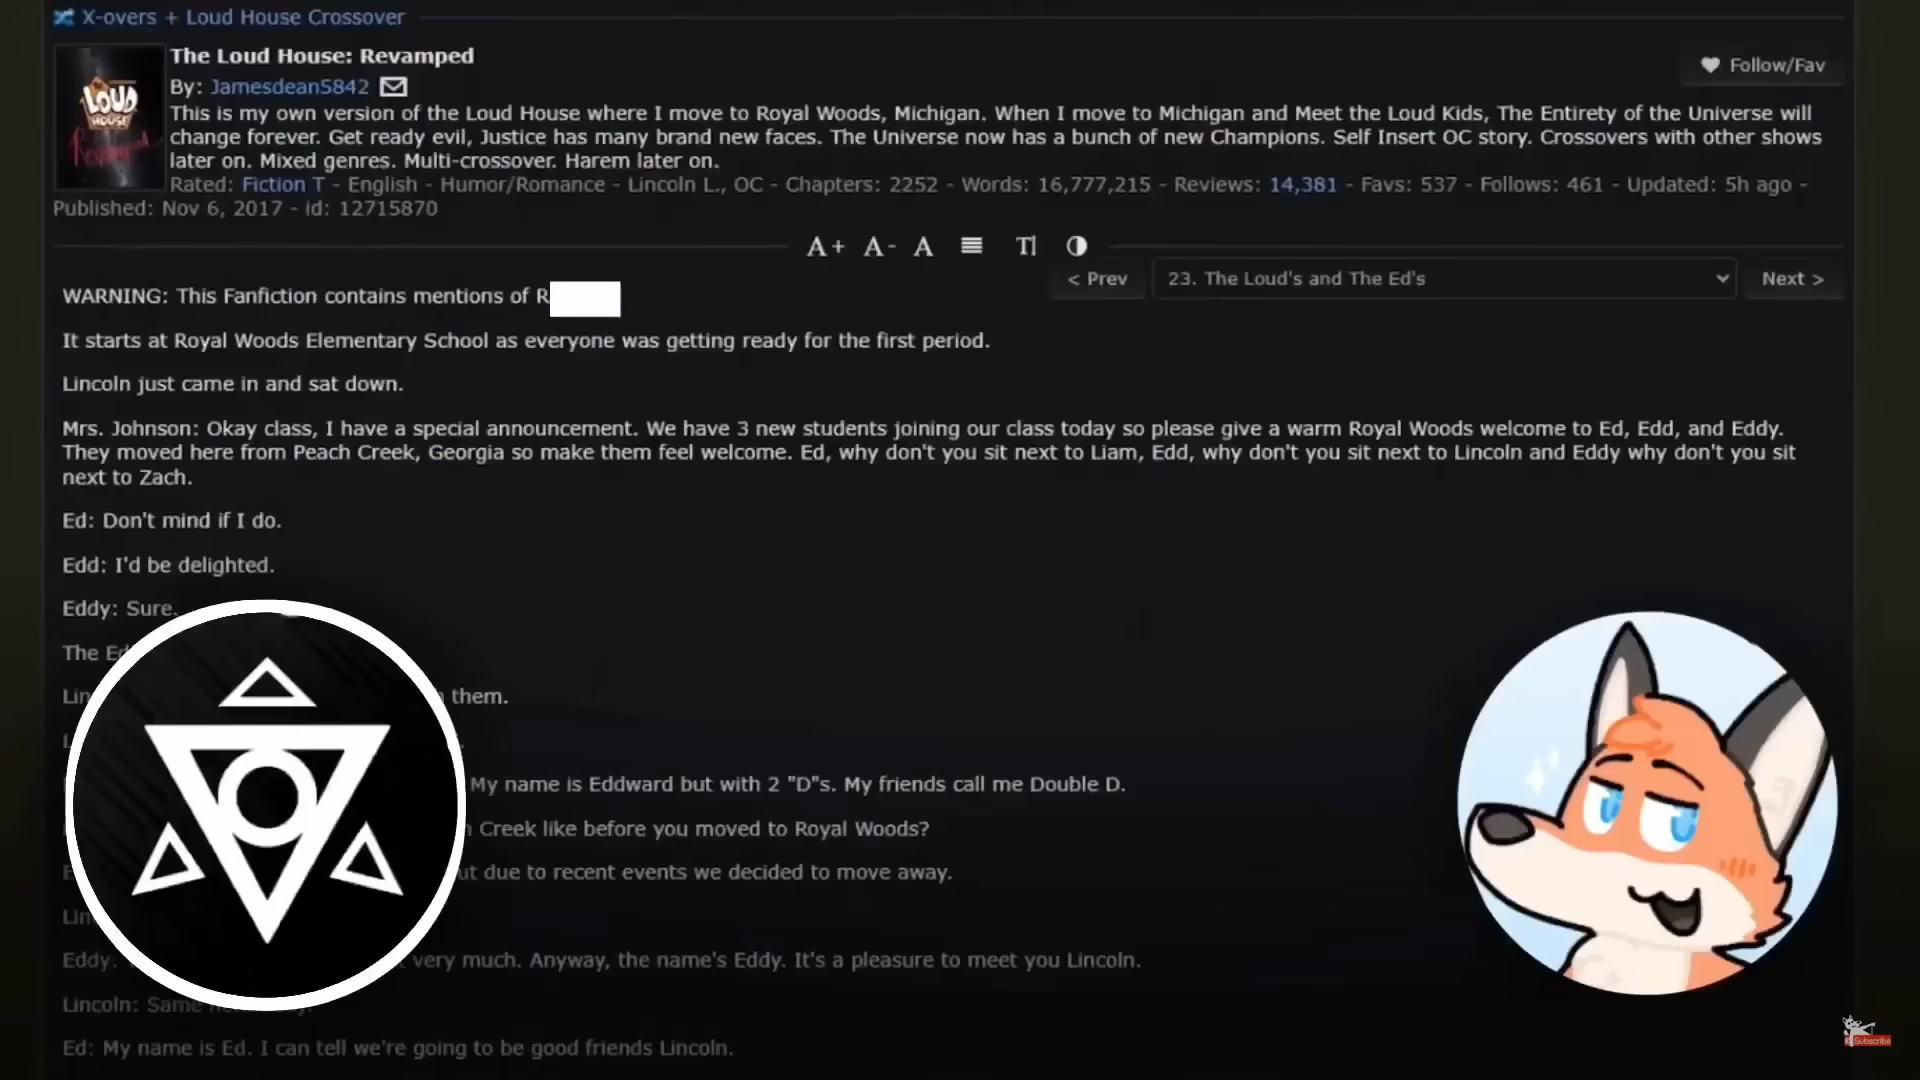 X-overs + Loud House Crossover
The Loud House: Revamped
Follow/Fav
By: Jamesdean5842
This is my own version of the Loud House where I move to Royal Woods, Michigan. When I move to Michigan and Meet the Loud Kids, The Entirety of the Universe will
change forever. Get ready evil, Justice has many brand new faces. The Universe now has a bunch of new Champions. Self Insert OC story. Crossovers with other shows
later on. Mixed genres. Multi-crossover. Harem later on.
Rated: Fiction T - English - Humor/Romance - Lincoln L., OC - Chapters: 2252 - Words: 16,777,215 - Reviews: 14,381 - Favs: 537 - Follows: 461 - Updated: 5h ago -
Published: Nov 6, 2017 - id: 12715870
A+ A- A
< Prev 23. The Loud's and The Ed's Next >
WARNING: This Fanfiction contains mentions of R
It starts at Royal Woods Elementary School as everyone was getting ready for the first period.
Lincoln just came in and sat down.
Mrs. Johnson: Okay class, I have a special announcement. We have 3 new students joining our class today so please give a warm Royal Woods welcome to Ed, Edd, and Eddy.
They moved here from Peach Creek, Georgia so make them feel welcome. Ed, why don't you sit next to Liam, Edd, why don't you sit next to Lincoln and Eddy why don't you sit
next to Zach.
Ed: Don't mind if I do.
Edd: I'd be delighted.
Eddy: Sure.
The
them.
My name is Eddward but with 2 "D"s. My friends call me Double D.
Creek like before you moved to Royal Woods?
due to recent events we decided to move away.
Eddy: very much. Anyway, the name's Eddy. It's a pleasure to meet you Lincoln.
Lincoln: Same
Ed: My name is Ed. I can tell we're going to be good friends Lincoln.
Subscribe